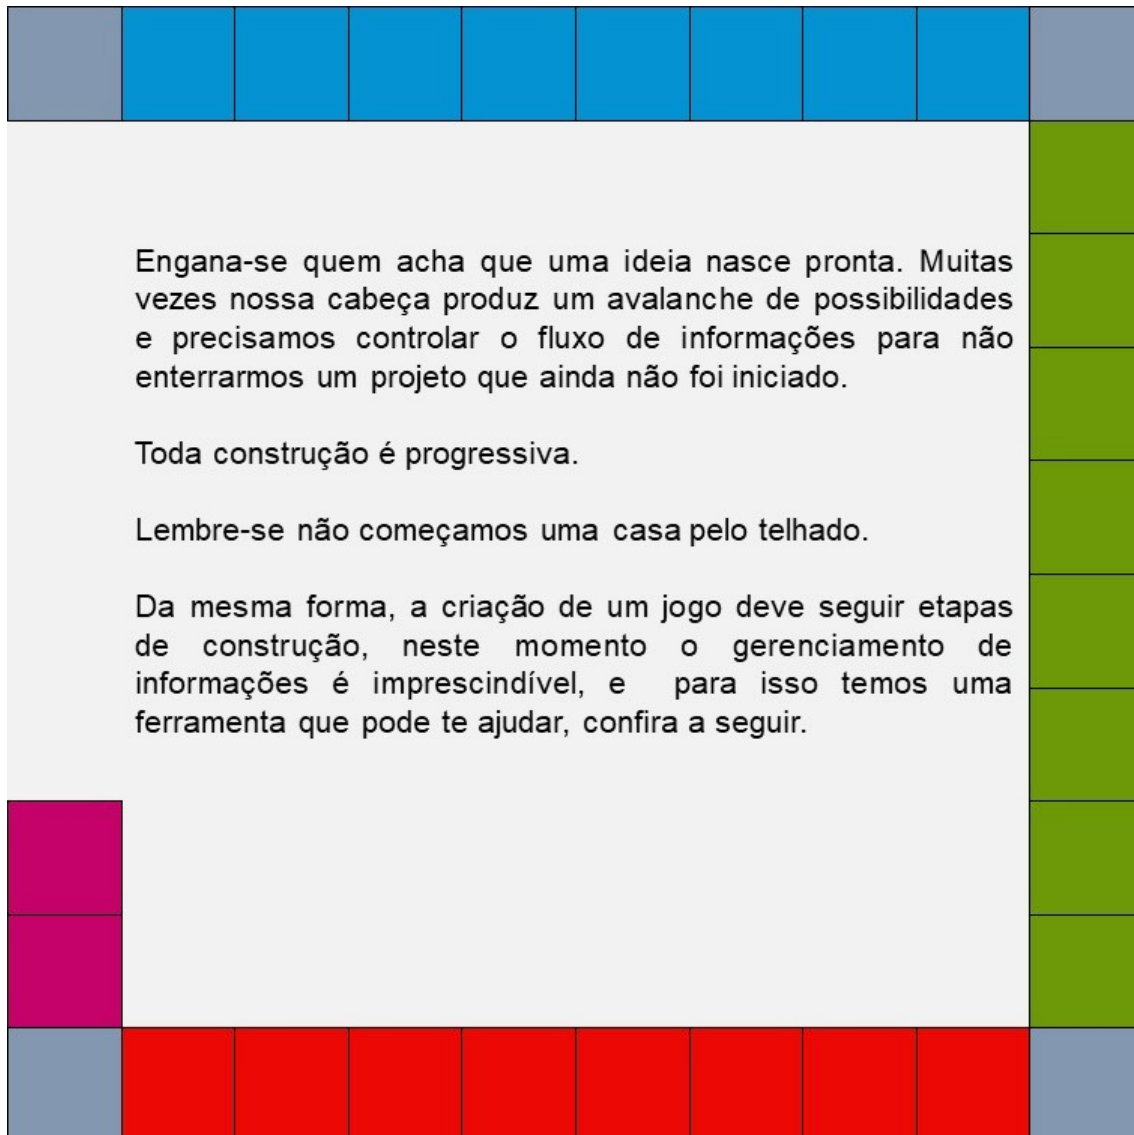 Engana-se quem acha que uma ideia nasce pronta. Muitas
vezes nossa cabeça produz um avalanche de possibilidades
e precisamos controlar o fluxo de informações para não
enterrarmos um projeto que ainda não foi iniciado.
Toda construção é progressiva.
Lembre-se não começamos uma casa pelo telhado.
Da mesma forma, a criação de um jogo deve seguir etapas
de construção, neste momento o gerenciamento de
informações é imprescindível, e para isso temos uma
ferramenta que pode te ajudar, confira a seguir.